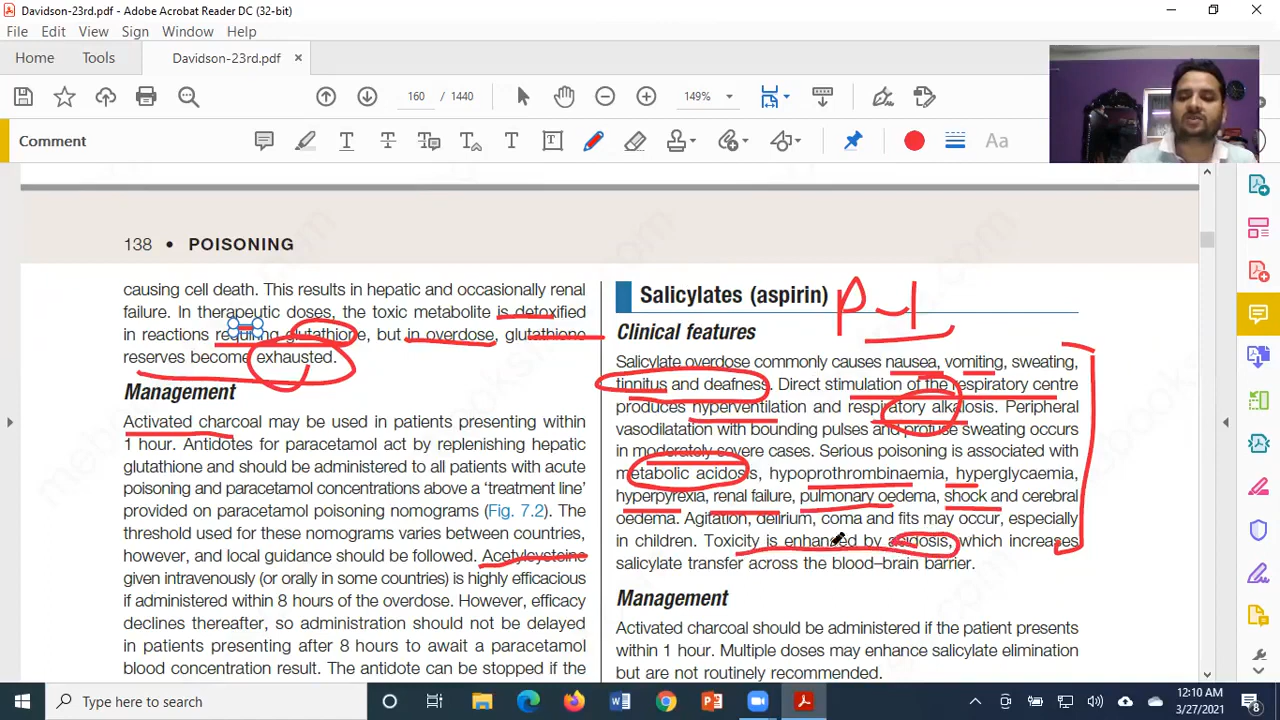 Davidson-23rd.pdf - Adobe Acrobat Reader DC (32-bit)
File Edit View Sign Window Help
Home Tools Davidson-23rd.pdf ×
160 / 1440 149%
Comment
Aa
138 • POISONING
causing cell death. This results in hepatic and occasionally renal
failure. In therapeutic doses, the toxic metabolite is detoxified
in reactions requiring glutathione, but in overdose, glutathione
reserves become exhausted.
Management
Activated charcoal may be used in patients presenting within
1 hour. Antidotes for paracetamol act by replenishing hepatic
glutathione and should be administered to all patients with acute
poisoning and paracetamol concentrations above a ‘treatment line’
provided on paracetamol poisoning nomograms (Fig. 7.2). The
threshold used for these nomograms varies between countries,
however, and local guidance should be followed. Acetylcysteine
given intravenously (or orally in some countries) is highly efficacious
if administered within 8 hours of the overdose. However, efficacy
declines thereafter, so administration should not be delayed
in patients presenting after 8 hours to await a paracetamol
blood concentration result. The antidote can be stopped if the
Salicylates (aspirin)
Clinical features
Salicylate overdose commonly causes nausea, vomiting, sweating,
tinnitus and deafness. Direct stimulation of the respiratory centre
produces hyperventilation and respiratory alkalosis. Peripheral
vasodilatation with bounding pulses and profuse sweating occurs
in moderately severe cases. Serious poisoning is associated with
metabolic acidosis, hypoprothrombinaemia, hyperglycaemia,
hyperpyrexia, renal failure, pulmonary oedema, shock and cerebral
oedema. Agitation, delirium, coma and fits may occur, especially
in children. Toxicity is enhanced by acidosis, which increases
salicylate transfer across the blood–brain barrier.
Management
Activated charcoal should be administered if the patient presents
within 1 hour. Multiple doses may enhance salicylate elimination
but are not routinely recommended.
Type here to search
12:10 AM
3/27/2021
8